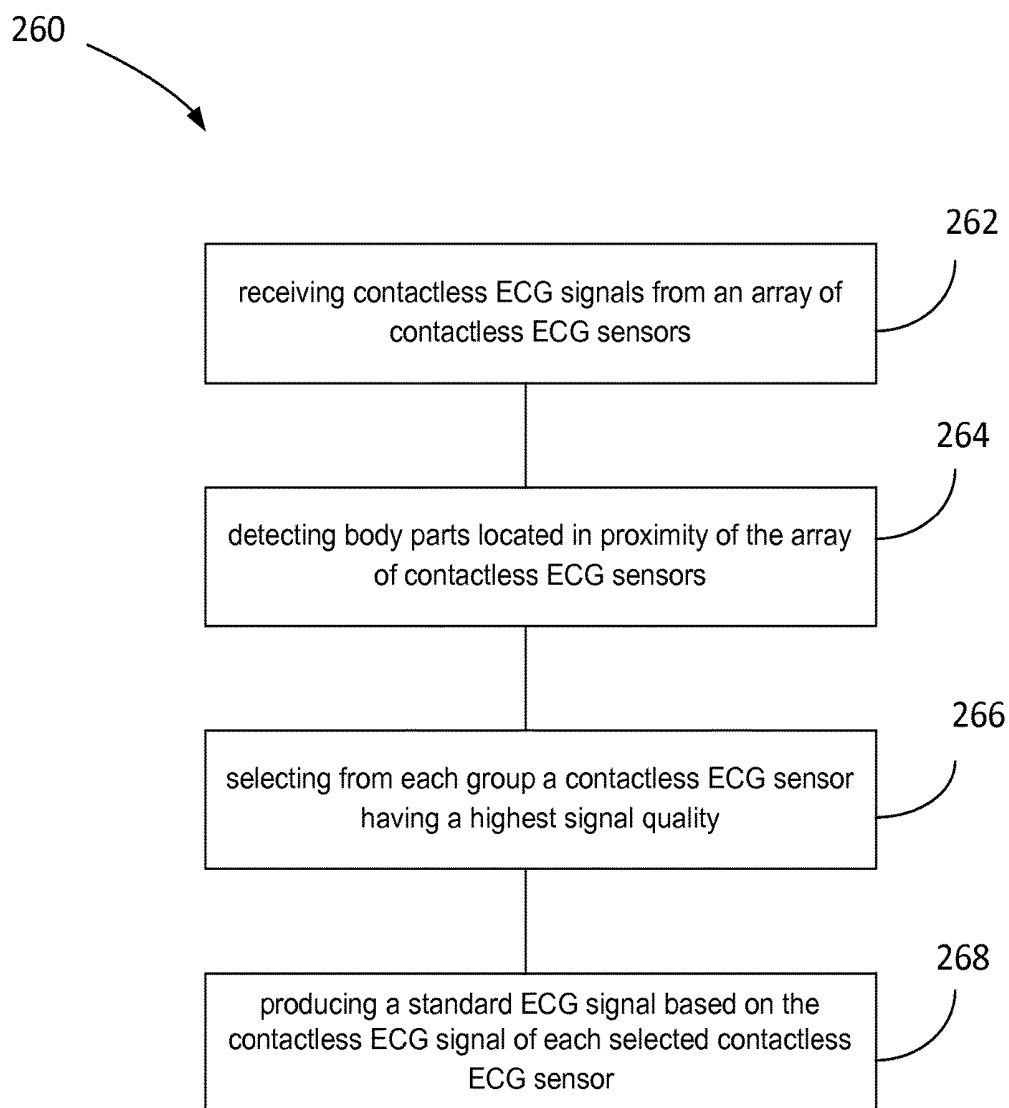 260
262
receiving contactless ECG signals from an array of
contactless ECG sensors
264
detecting body parts located in proximity of the array
of contactless ECG sensors
266
selecting from each group a contactless ECG sensor
having a highest signal quality
268
producing a standard ECG signal based on the
contactless ECG signal of each selected contactless
ECG sensor